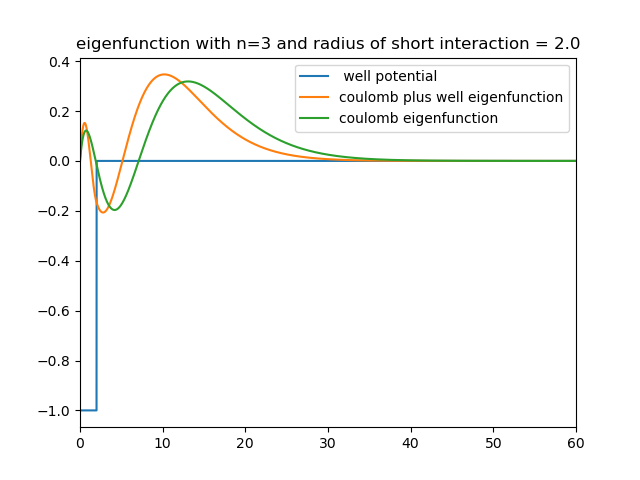 eigenfunction with n=3 and radius of short interaction = 2.0
well potential
coulomb plus well eigenfunction
coulomb eigenfunction
0.4
0.2
0.0
−0.2
−0.4
−0.6
−0.8
−1.0
0 10 20 30 40 50 60